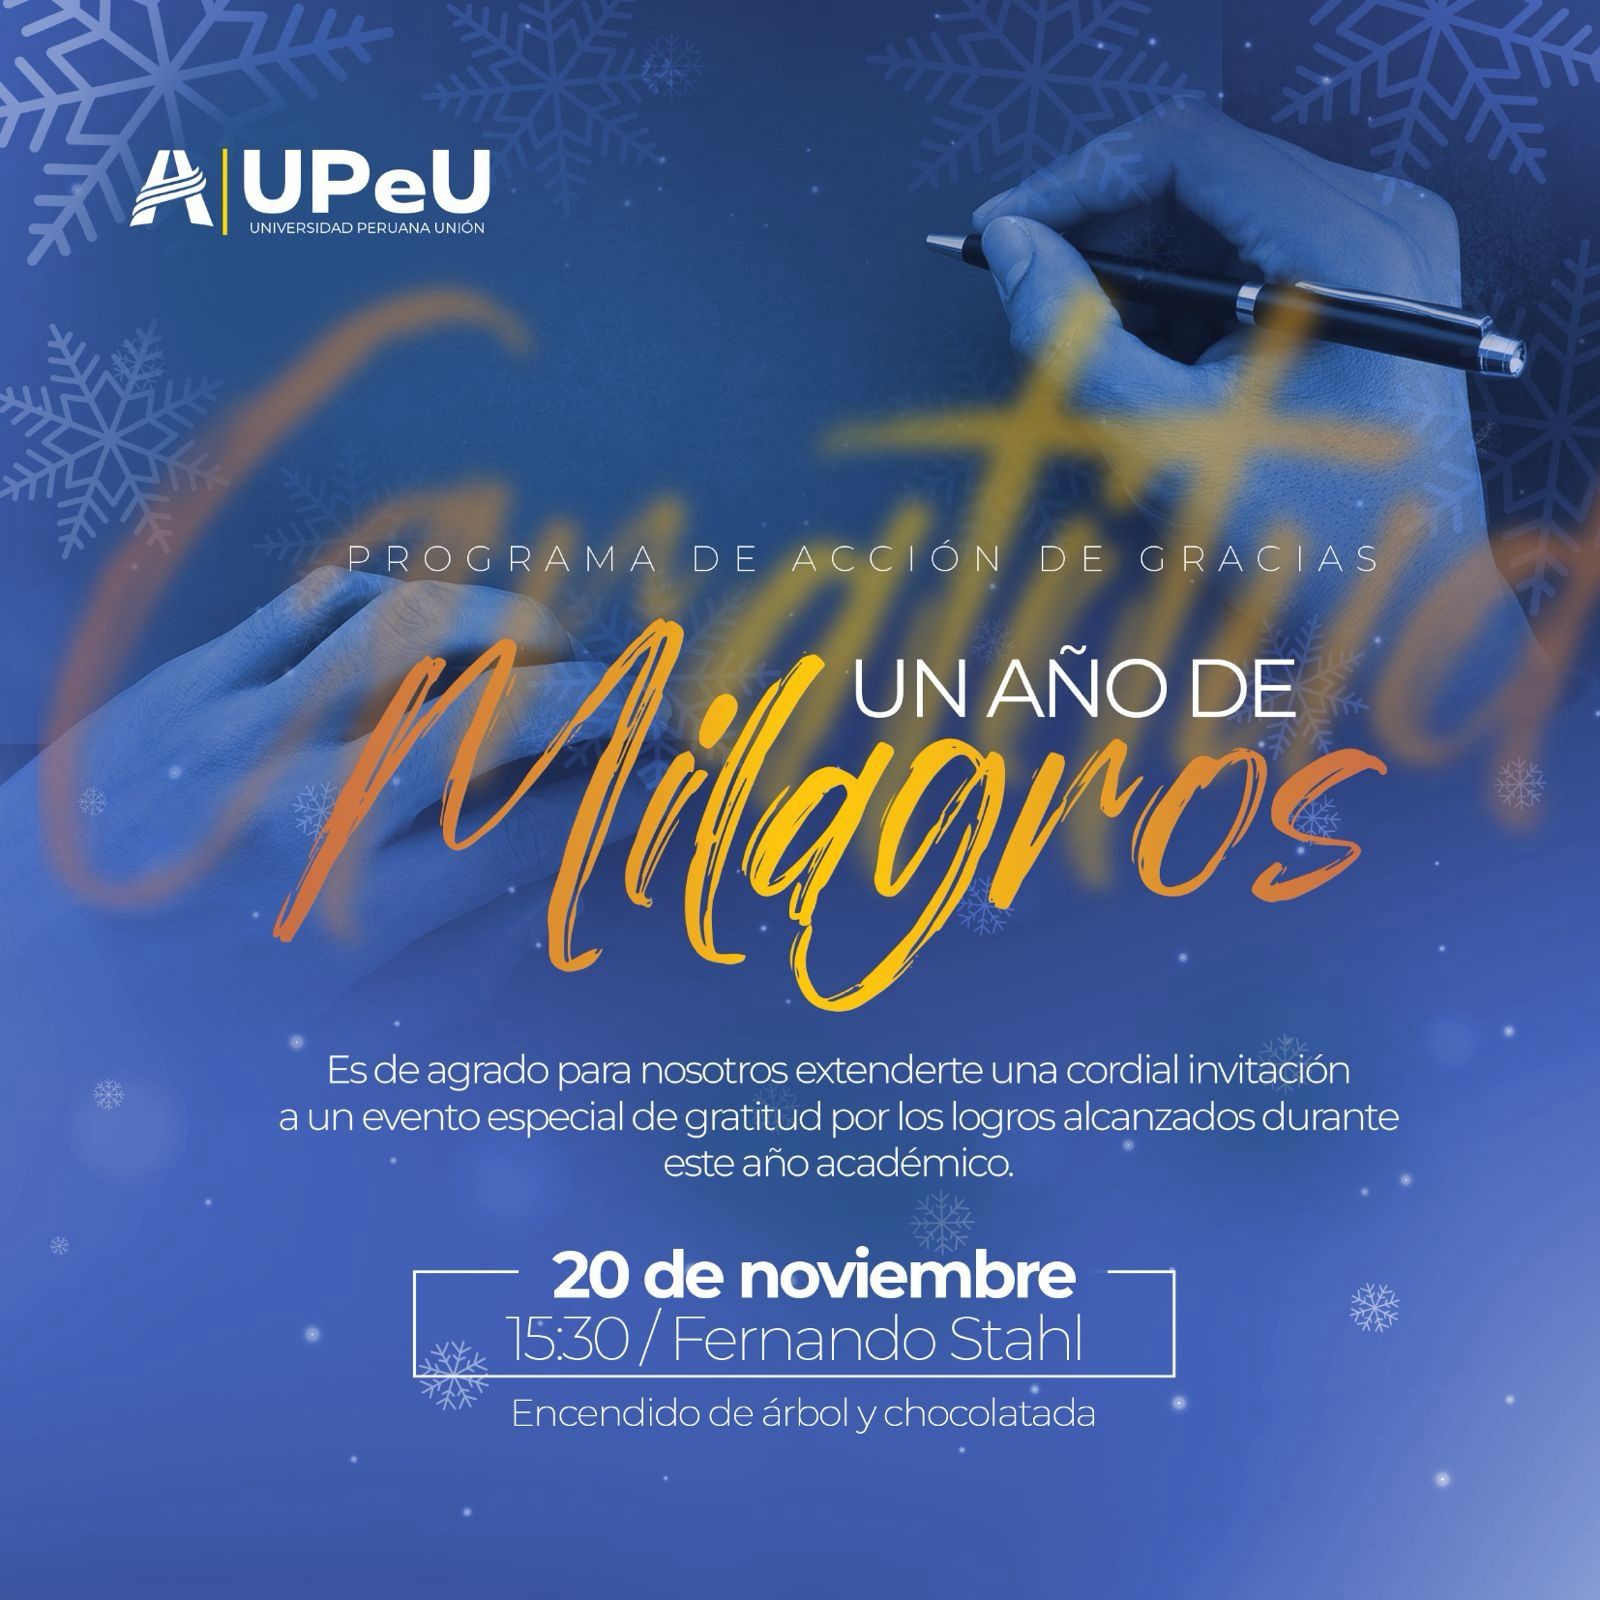 UPeU
UNIVERSIDAD PERUANA UNIÓN
Gratitu
PROGRAMA DE ACCIÓN DE GRACIAS
UN AÑO DE
Milagros
Es de agrado para nosotros extenderte una cordial invitación
a un evento especial de gratitud por los logros alcanzados durante
este año académico.
20 de noviembre
15:30 / Fernando Stahl
Encendido de árbol y chocolatada